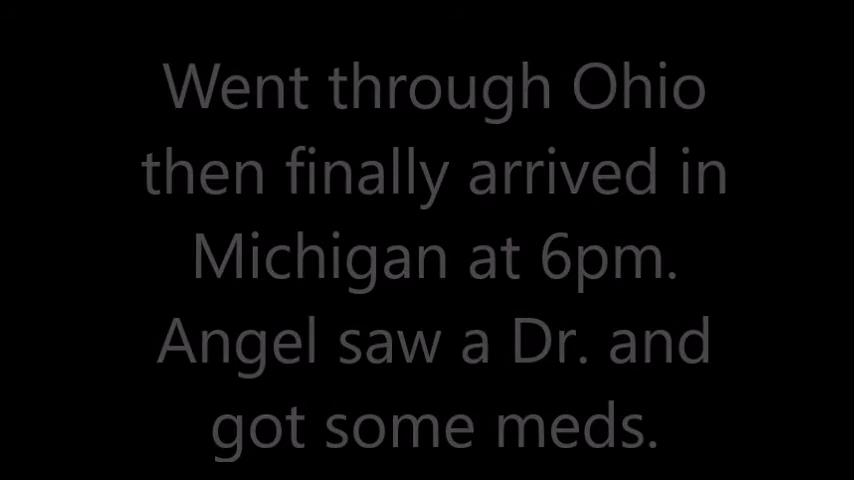 Went through Ohio
then finally arrived in
Michigan at 6pm.
Angel saw a Dr. and
got some meds.